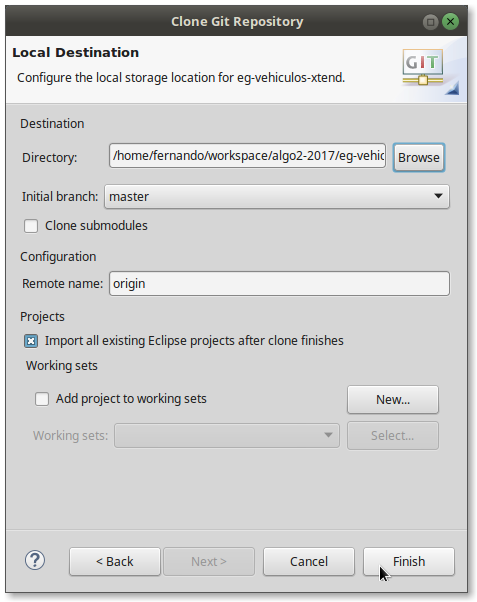 Clone Git Repository
Local Destination
Configure the local storage location for eg-vehiculos-xtend.
GIT
Destination
Directory: /home/fernando/workspace/algo2-2017/eg-vehic Browse
Initial branch: master
Clone submodules
Configuration
Remote name: origin
Projects
Import all existing Eclipse projects after clone finishes
Working sets
Add project to working sets New...
Working sets: Select...
? < Back Next > Cancel Finish